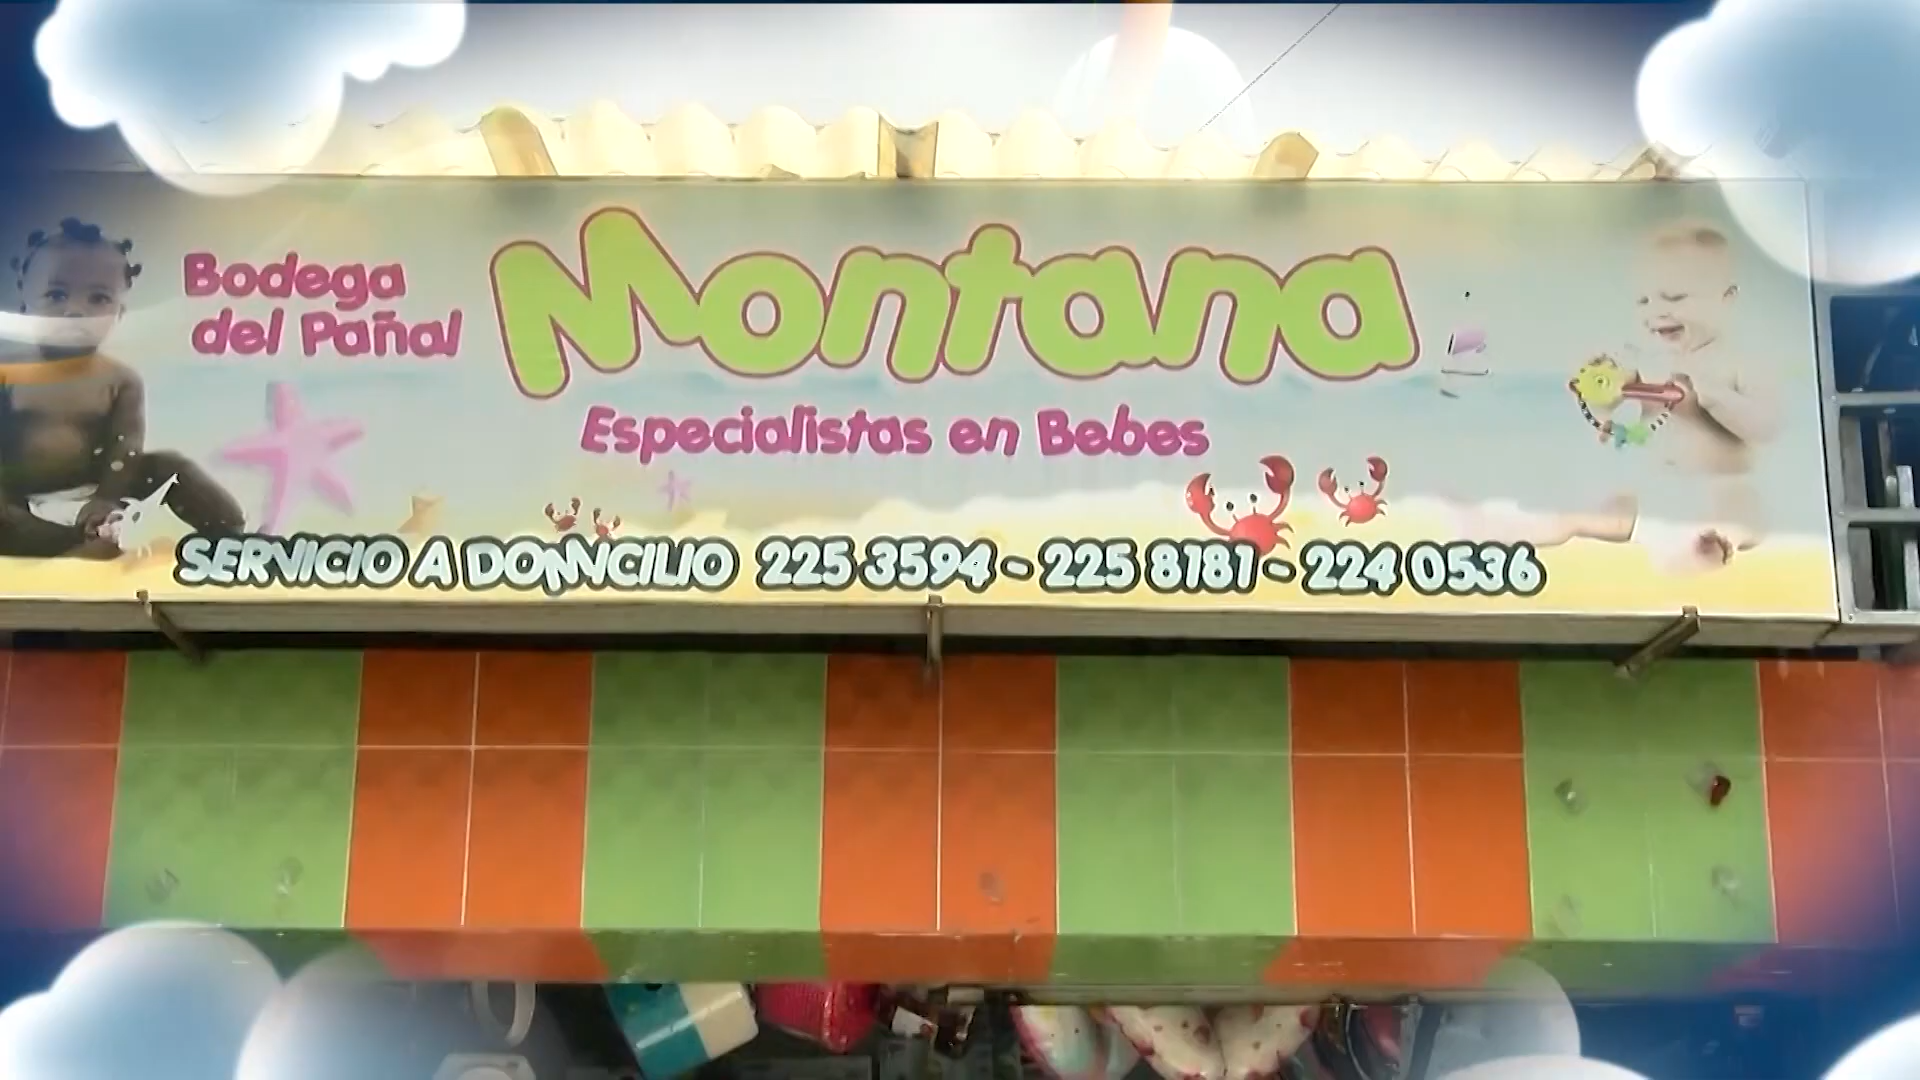 Bodega
del Pañal
Montana
Especialistas en Bebes
SERVICIO A DOMICILIO 225 3594 - 225 8181 - 224 0536